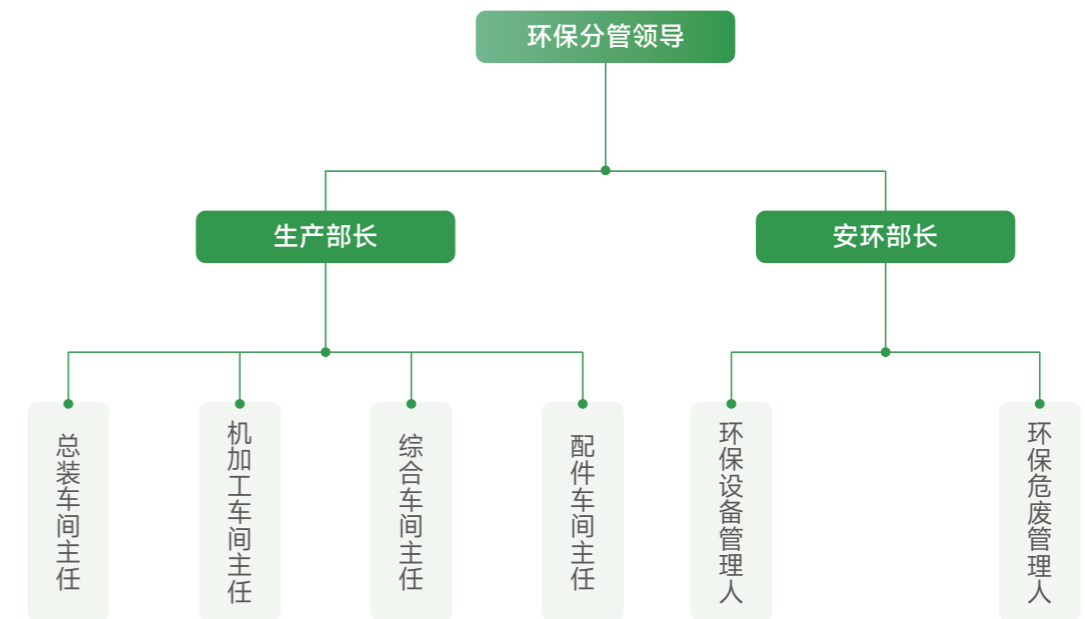 环保分管领导
生产部长
安环部长
总装车间主任
机加工车间主任
综合车间主任
配件车间主任
环保设备管理人
环保危废管理人